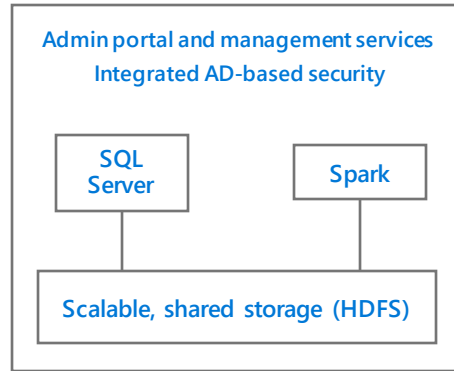 Admin portal and management services
Integrated AD-based security
SQL
Server
Spark
Scalable, shared storage (HDFS)